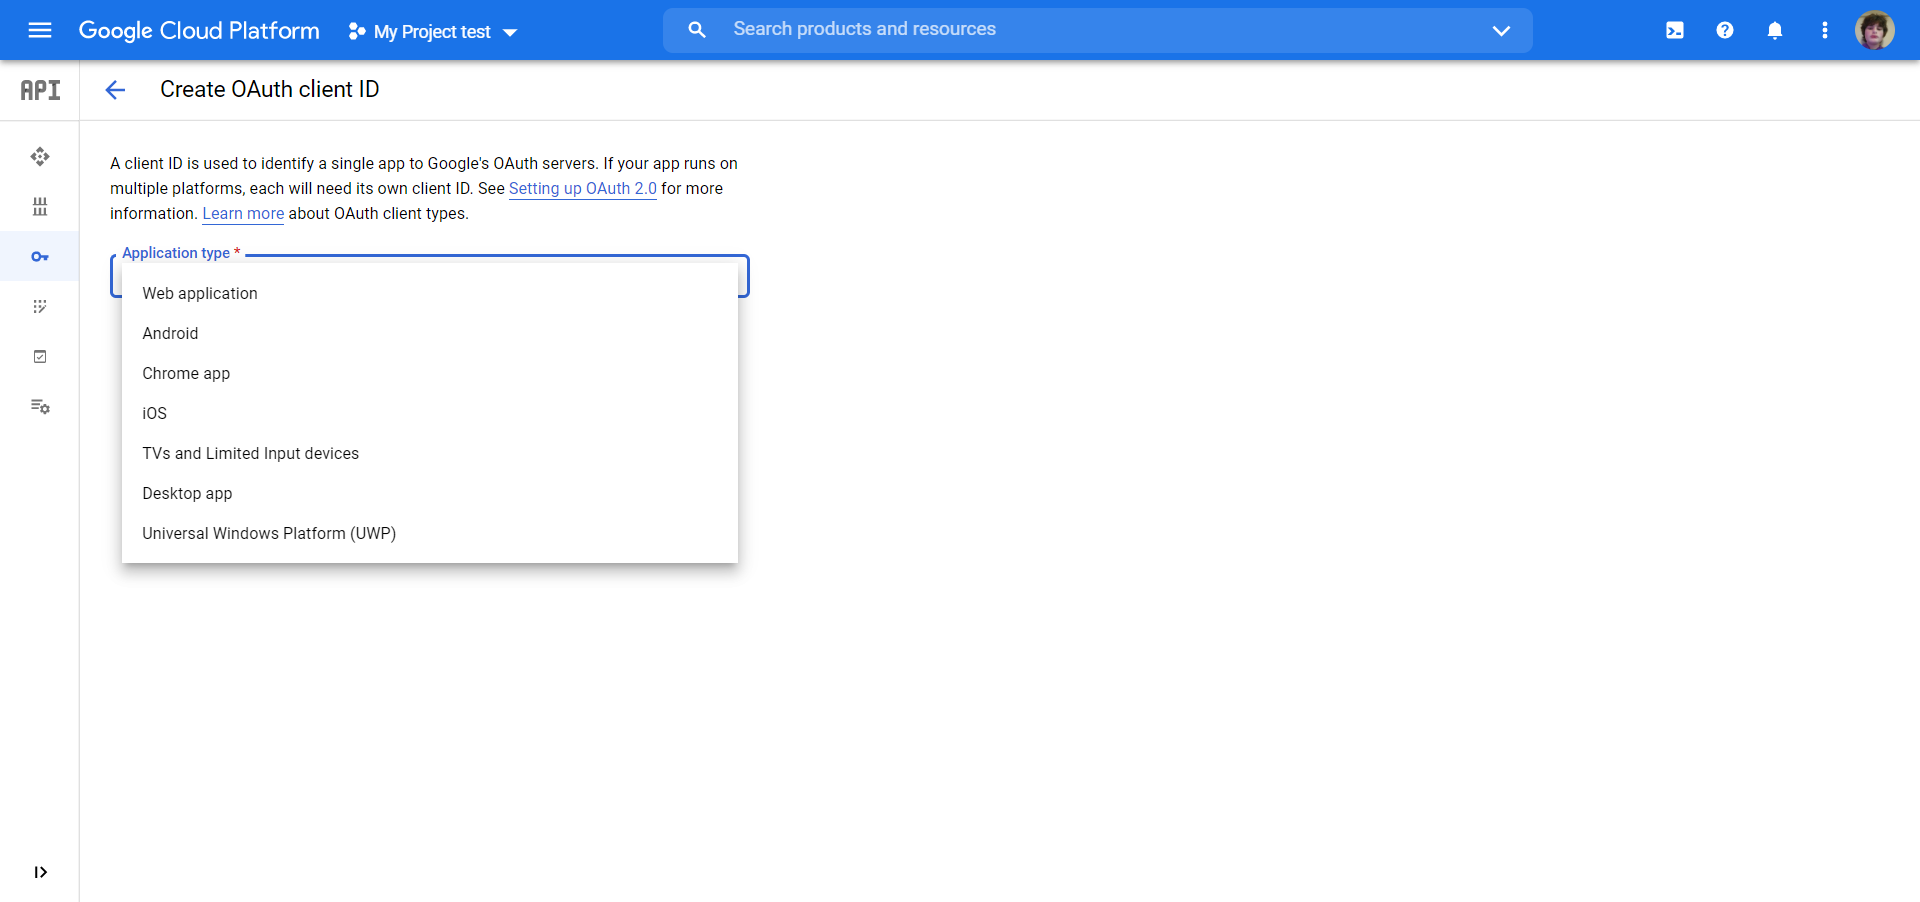 Google Cloud Platform My Project test Search products and resources
API Create OAuth client ID
A client ID is used to identify a single app to Google's OAuth servers. If your app runs on
multiple platforms, each will need its own client ID. See Setting up OAuth 2.0 for more
information. Learn more about OAuth client types.
Application type *
Web application
Android
Chrome app
iOS
TVs and Limited Input devices
Desktop app
Universal Windows Platform (UWP)